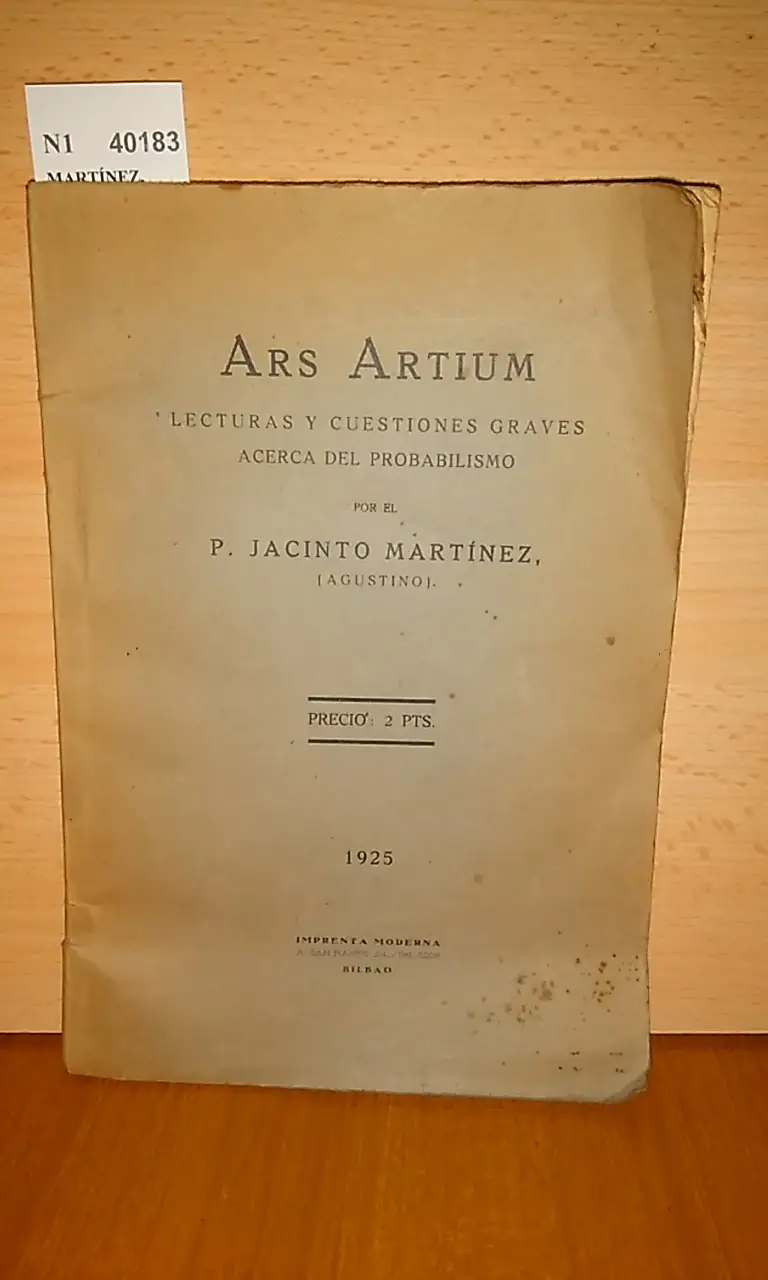 N1 40183
MARTÍNEZ.
ARS ARTIUM
LECTURAS Y CUESTIONES GRAVES
ACERCA DEL PROBABILISMO
POR EL
P. JACINTO MARTÍNEZ,
(AGUSTINO).
PRECIO: 2 PTS.
1925
IMPRENTA MODERNA
BILBAO